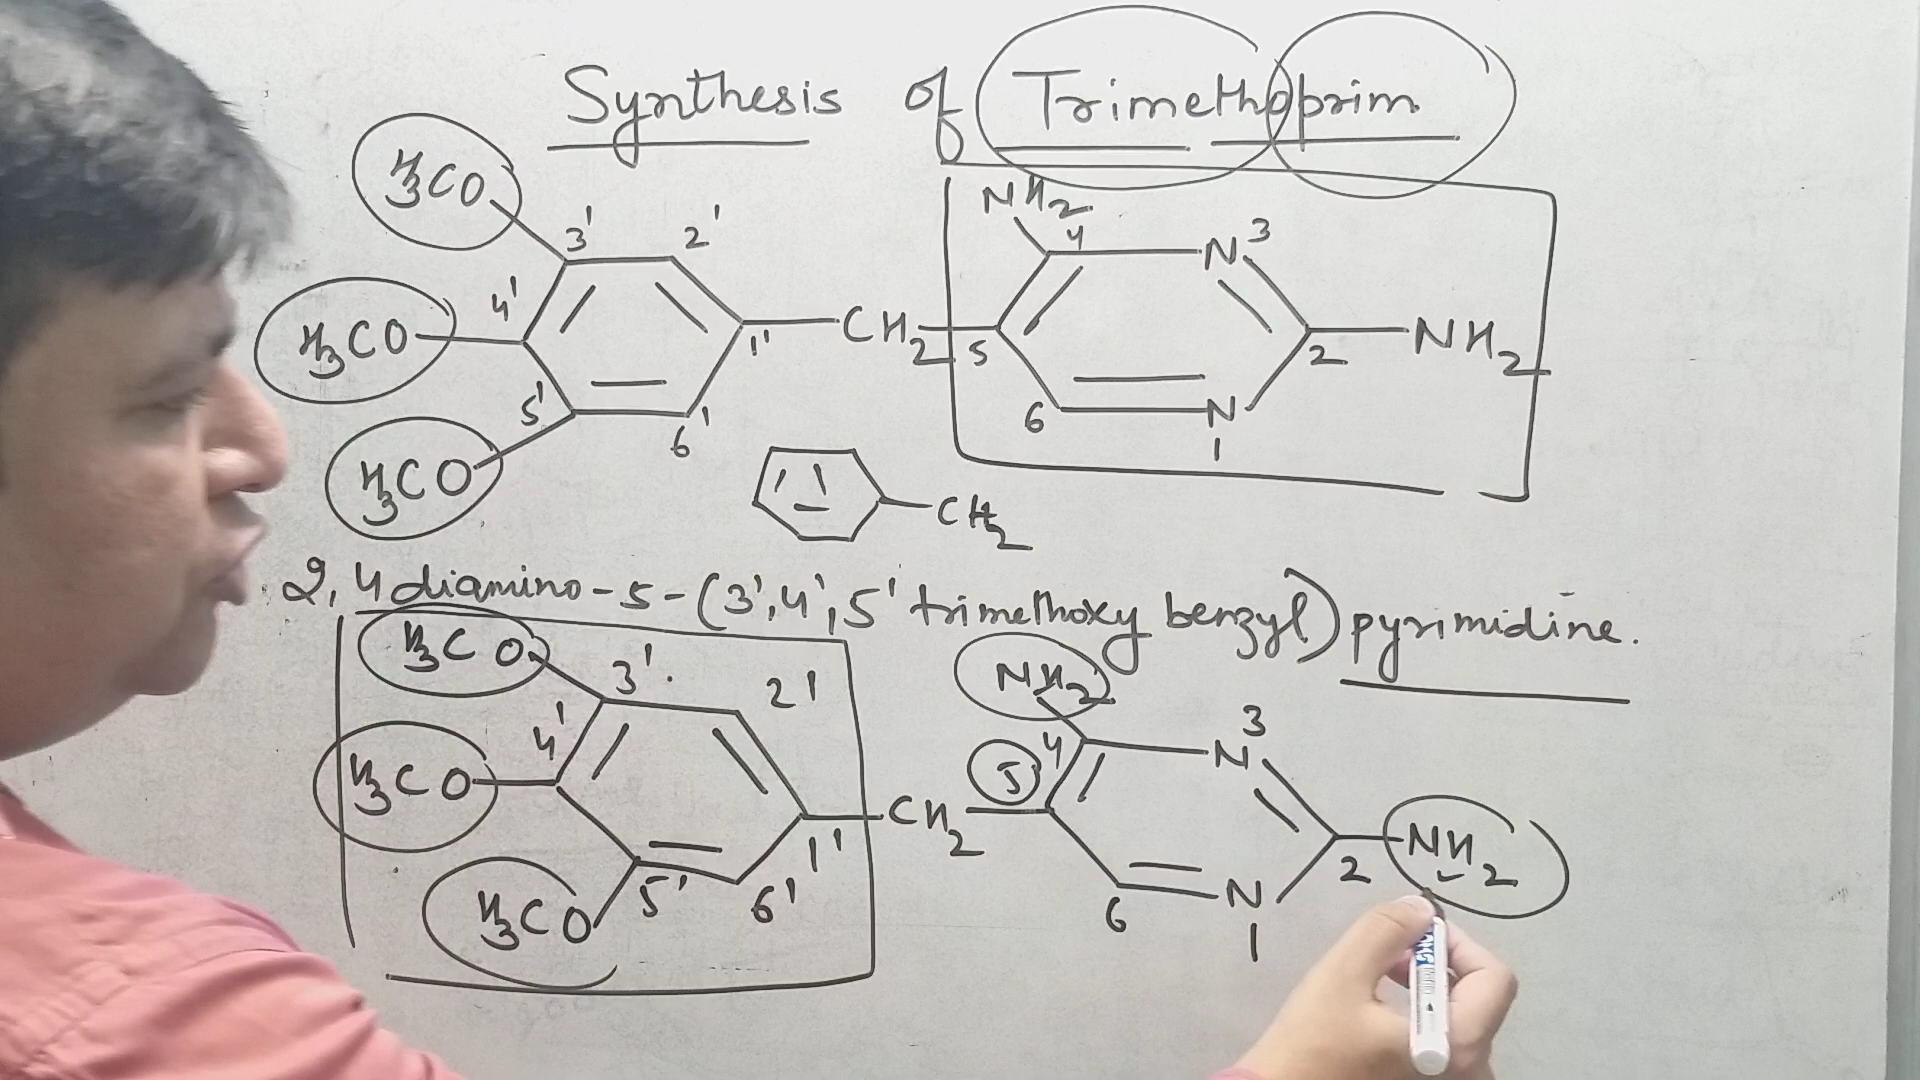 Synthesis of Trimethoprim
H3CO
H3CO
H3CO
3'
2'
4'
1'
5'
6'
CH2
NH2
4
N 3
5
2
NH2
6
N
1
CH2
2,4 diamino-5-(3',4',5' trimethoxy benzyl) pyrimidine.
H3CO
H3CO
H3CO
3'
2'
4'
1'
5'
6'
CH2
NH2
4
3
N
5
2
NH2
6
N
1